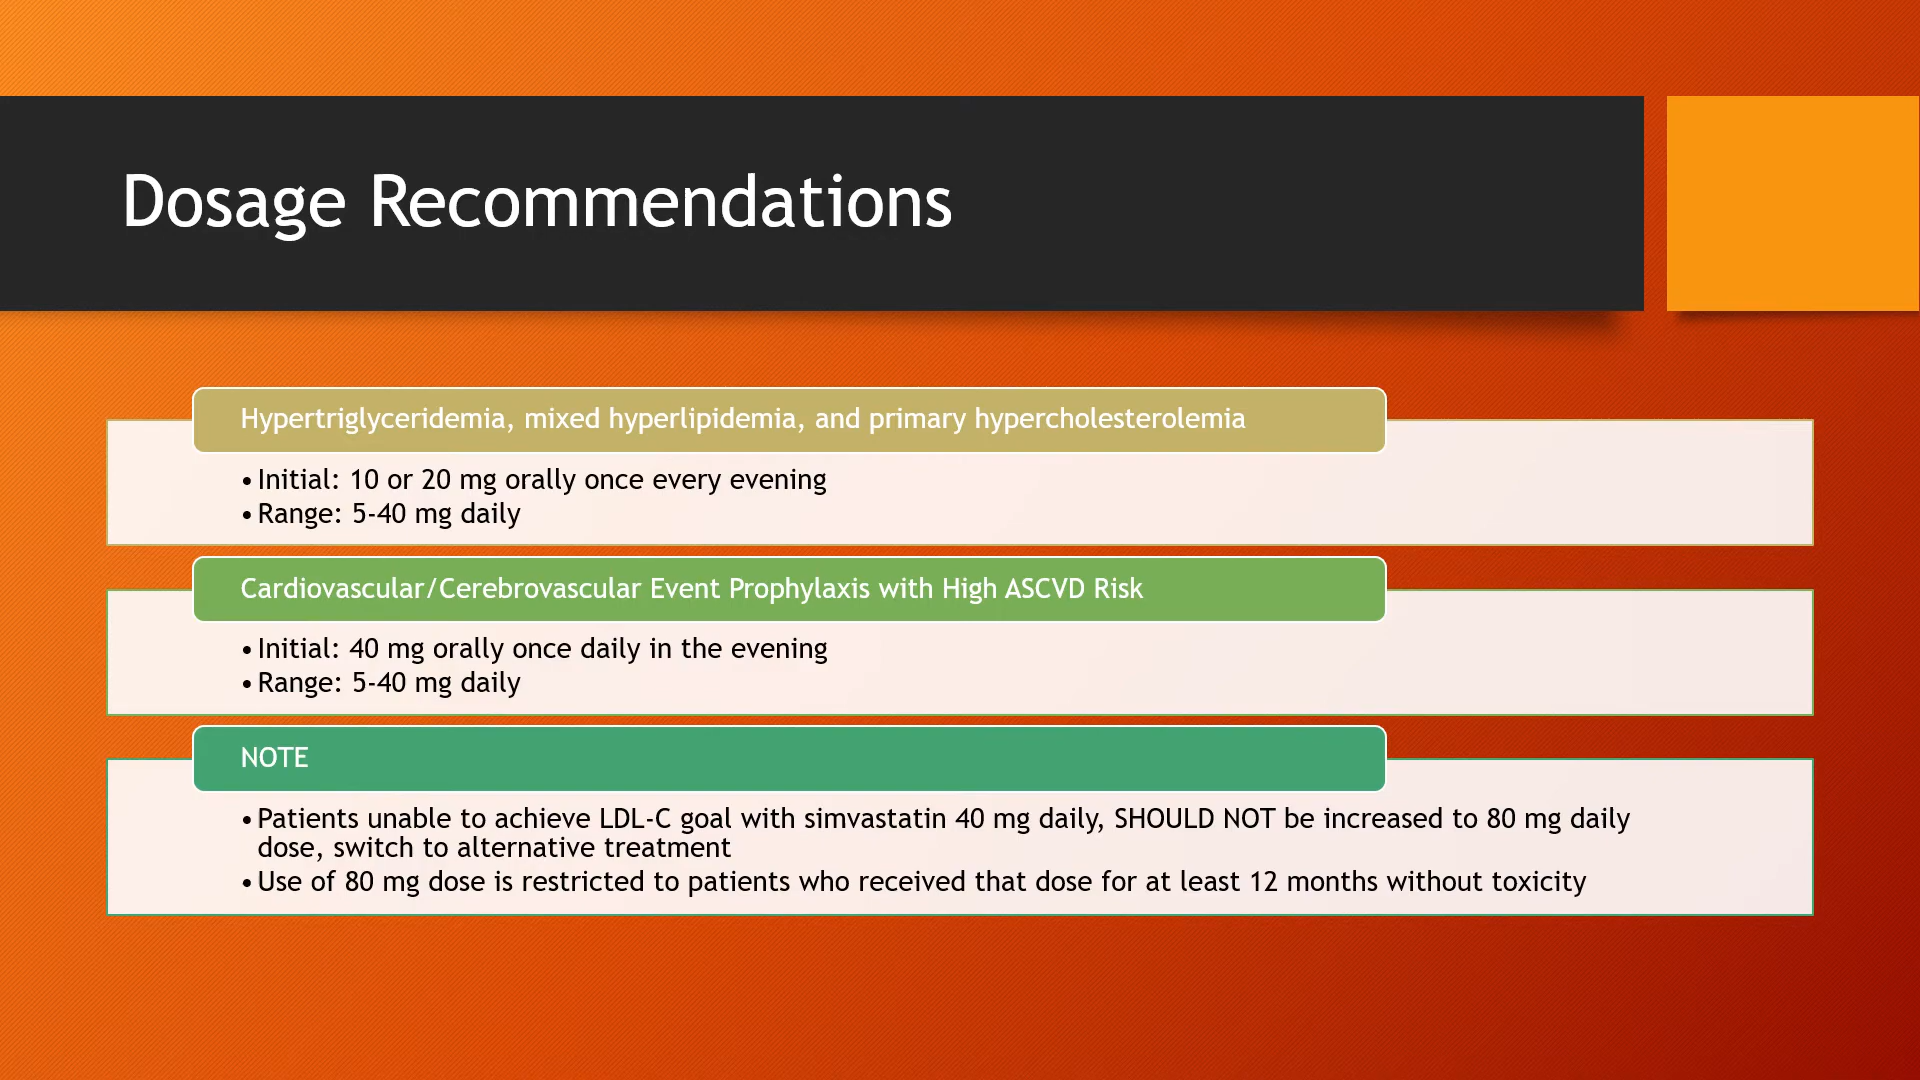 Dosage Recommendations
Hypertriglyceridemia, mixed hyperlipidemia, and primary hypercholesterolemia
• Initial: 10 or 20 mg orally once every evening
• Range: 5-40 mg daily
Cardiovascular/Cerebrovascular Event Prophylaxis with High ASCVD Risk
• Initial: 40 mg orally once daily in the evening
• Range: 5-40 mg daily
NOTE
• Patients unable to achieve LDL-C goal with simvastatin 40 mg daily, SHOULD NOT be increased to 80 mg daily
dose, switch to alternative treatment
• Use of 80 mg dose is restricted to patients who received that dose for at least 12 months without toxicity